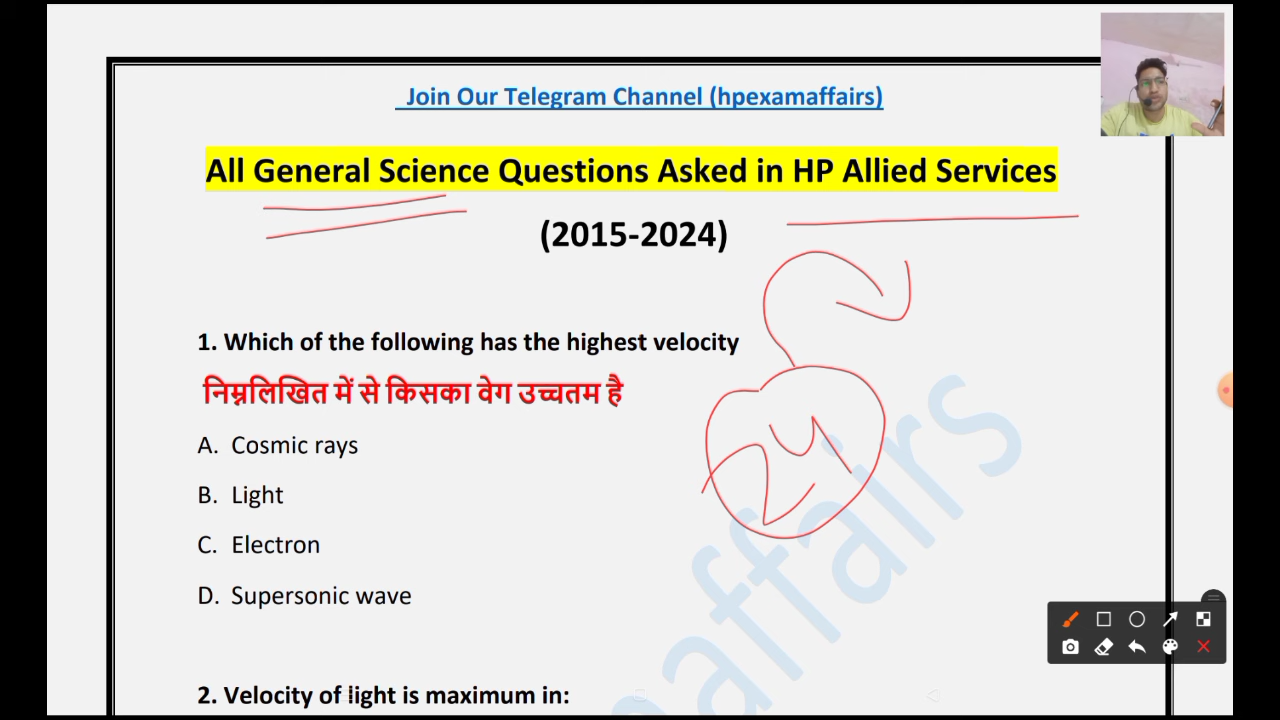 Join Our Telegram Channel (hpexamaffairs)
All General Science Questions Asked in HP Allied Services
(2015-2024)
1. Which of the following has the highest velocity
निम्नलिखित में से किसका वेग उच्चतम है
A. Cosmic rays
B. Light
C. Electron
D. Supersonic wave
24
affairs
2. Velocity of light is maximum in: